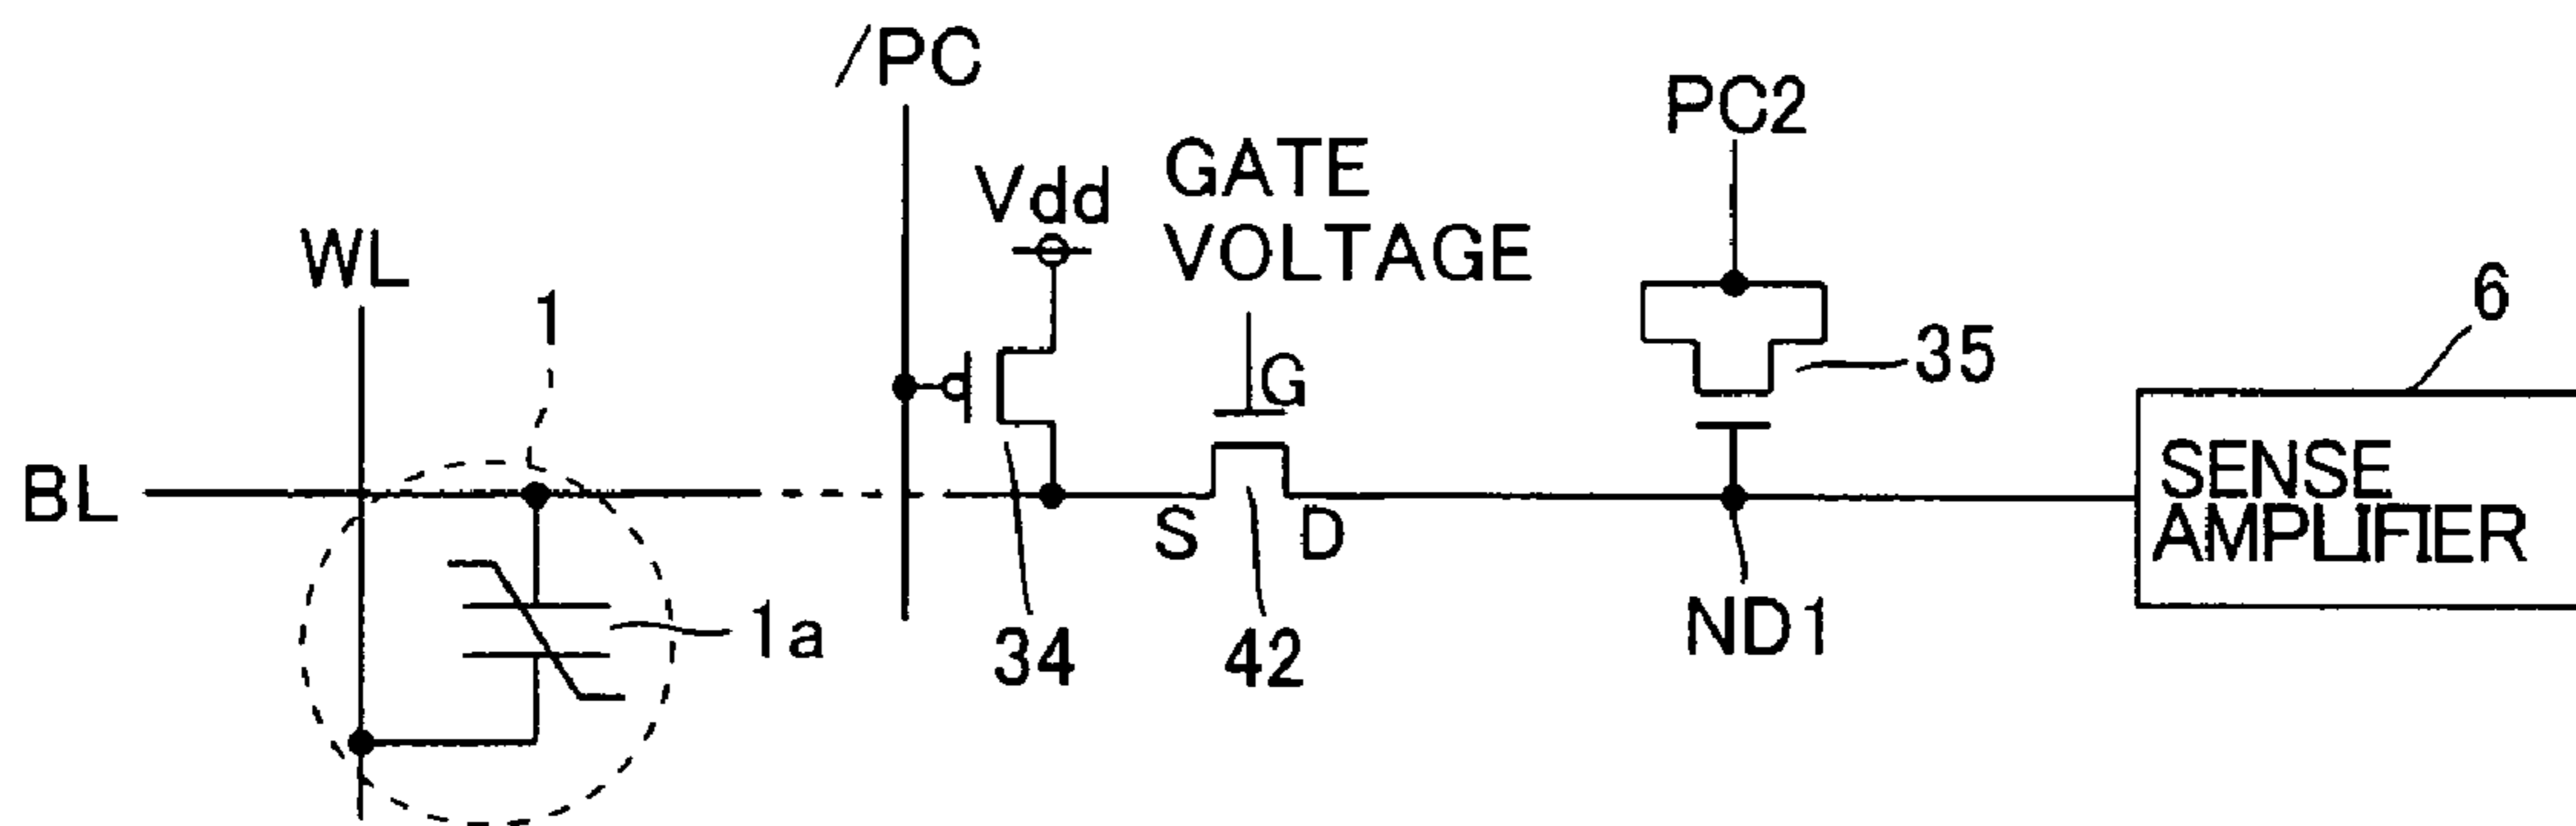 /PC
PC2
Vdd
GATE
VOLTAGE
WL
1
6
G
35
BL
S
D
SENSE
AMPLIFIER
1a
34
42
ND1